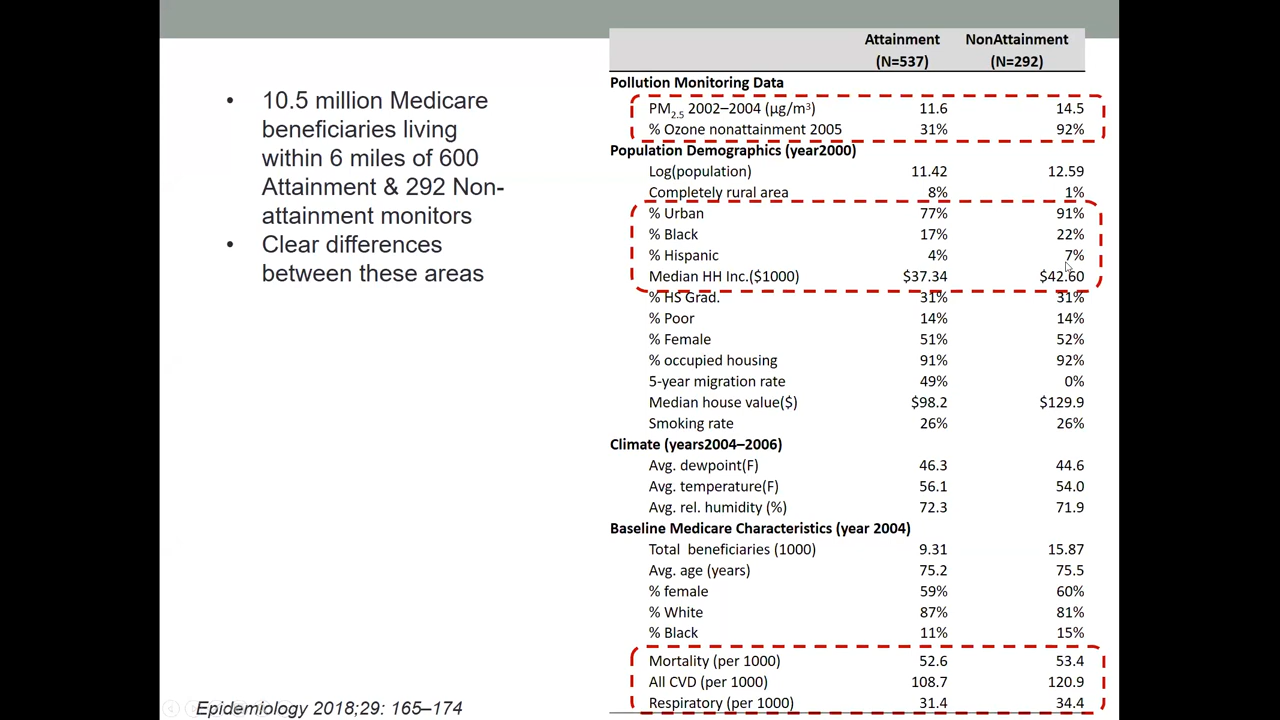 • 10.5 million Medicare
beneficiaries living
within 6 miles of 600
Attainment & 292 Non-
attainment monitors
• Clear differences
between these areas
Epidemiology 2018;29: 165–174
Attainment NonAttainment
(N=537) (N=292)
Pollution Monitoring Data
PM2.5 2002–2004 (µg/m³) 11.6 14.5
% Ozone nonattainment 2005 31% 92%
Population Demographics (year2000)
Log(population) 11.42 12.59
Completely rural area 8% 1%
% Urban 77% 91%
% Black 17% 22%
% Hispanic 4% 7%
Median HH Inc.($1000) $37.34 $42.60
% HS Grad. 31% 31%
% Poor 14% 14%
% Female 51% 52%
% occupied housing 91% 92%
5-year migration rate 49% 0%
Median house value($) $98.2 $129.9
Smoking rate 26% 26%
Climate (years2004–2006)
Avg. dewpoint(F) 46.3 44.6
Avg. temperature(F) 56.1 54.0
Avg. rel. humidity (%) 72.3 71.9
Baseline Medicare Characteristics (year 2004)
Total beneficiaries (1000) 9.31 15.87
Avg. age (years) 75.2 75.5
% female 59% 60%
% White 87% 81%
% Black 11% 15%
Mortality (per 1000) 52.6 53.4
All CVD (per 1000) 108.7 120.9
Respiratory (per 1000) 31.4 34.4